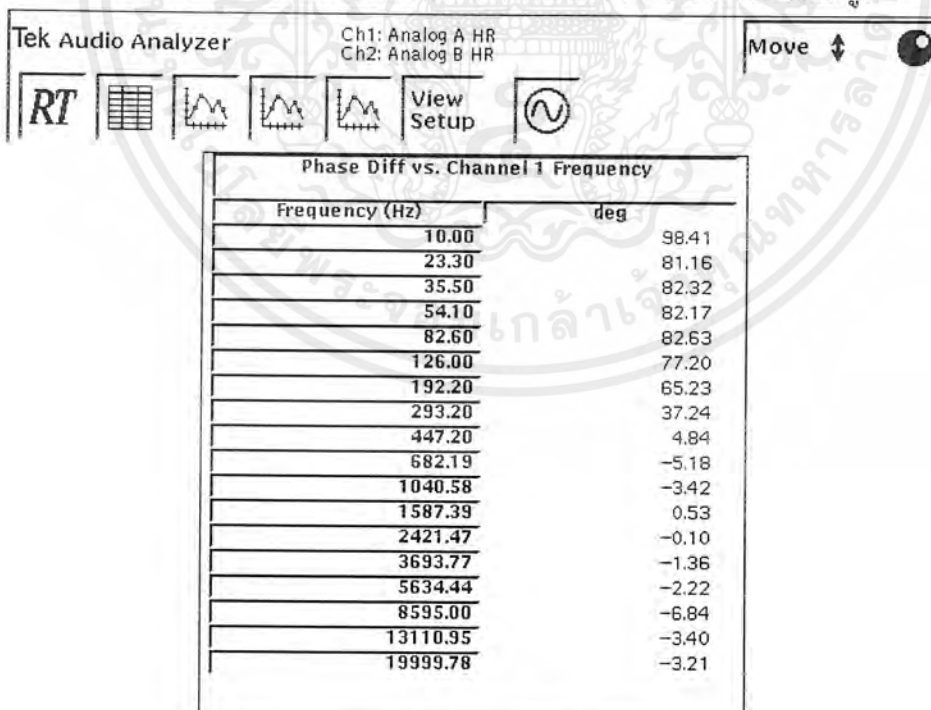 Tek Audio Analyzer
Ch1: Analog A HR
Ch2: Analog B HR
Move
RT
View
Setup
Phase Diff vs. Channel 1 Frequency
Frequency (Hz) deg
10.00 98.41
23.30 81.16
35.50 82.32
54.10 82.17
82.60 82.63
126.00 77.20
192.20 65.23
293.20 37.24
447.20 4.84
682.19 -5.18
1040.58 -3.42
1587.39 0.53
2421.47 -0.10
3693.77 -1.36
5634.44 -2.22
8595.00 -6.84
13110.95 -3.40
19999.78 -3.21